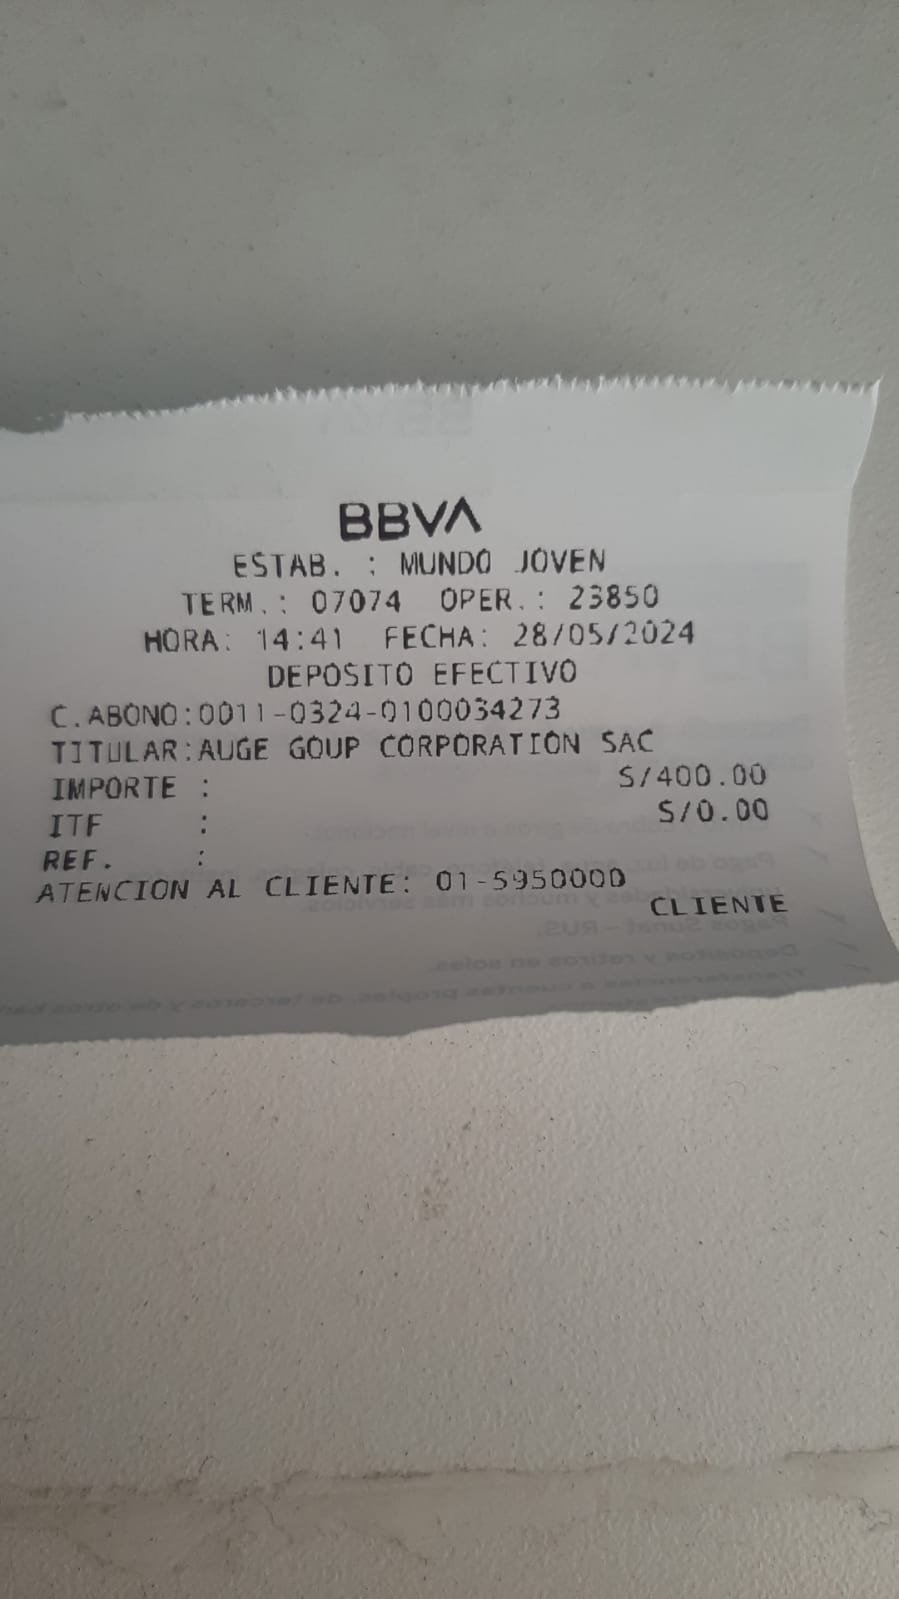 BBVA
ESTAB. : MUNDO JOVEN
TERM.: 07074 OPER.: 23850
HORA: 14:41 FECHA: 28/05/2024
DEPOSITO EFECTIVO
C.ABONO:0011-0324-0100034273
TITULAR:AUGE GOUP CORPORATION SAC
IMPORTE : S/400.00
ITF : S/0.00
REF. :
ATENCION AL CLIENTE: 01-5950000
CLIENTE